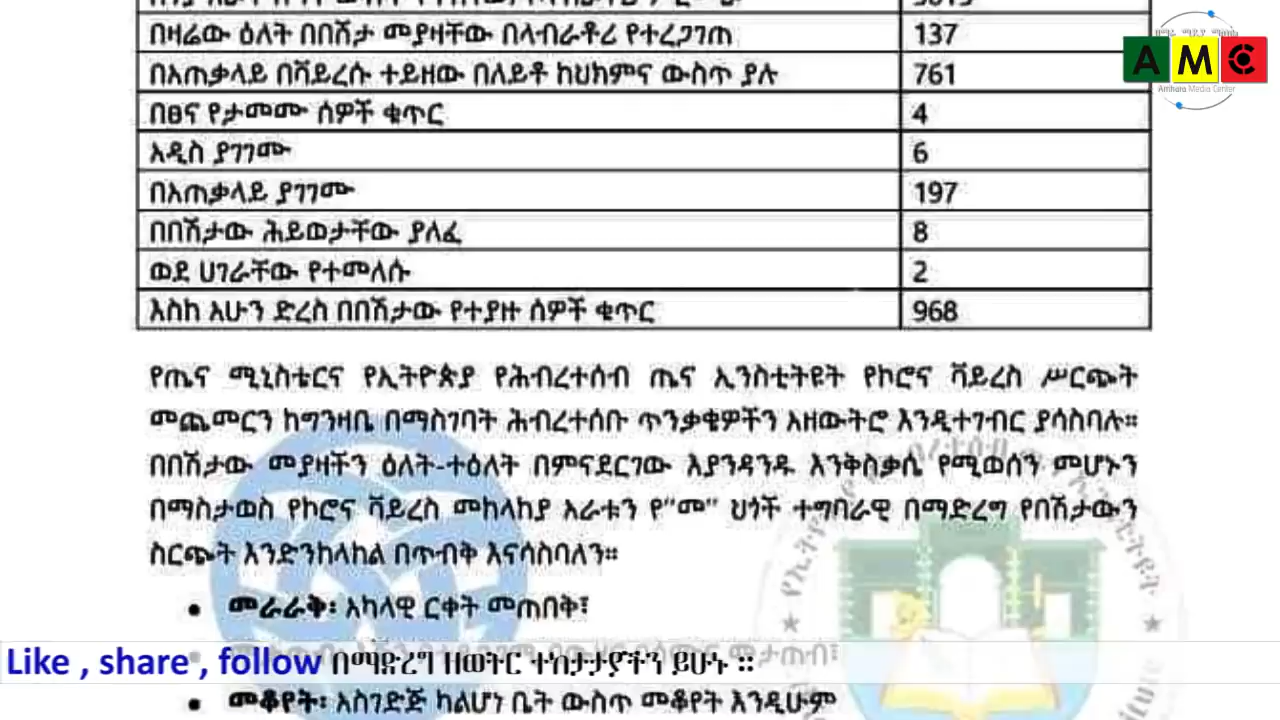 በዛሬው ዕለት በበሽታ መያዛቸው በላብራቶሪ የተረጋገጠ 137
በአጠቃላይ በቫይረሱ ተይዘው በለይቶ ከህክምና ውስጥ ያሉ 761
በፀና የታመሙ ሰዎች ቁጥር 4
አዲስ ያገገሙ 6
በአጠቃላይ ያገገሙ 197
በበሽታው ሕይወታቸው ያለፈ 8
ወደ ሀገራቸው የተመለሱ 2
እስከ አሁን ድረስ በበሽታው የተያዙ ሰዎች ቁጥር 968
AMC
Amhara Media Center
የጤና ሚኒስቴርና የኢትዮጵያ የሕብረተሰብ ጤና ኢንስቲትዩት የኮሮና ቫይረስ ሥርጭት
መጨመርን ከግንዛቤ በማስገባት ሕብረተሰቡ ጥንቃቄዎችን አዘውትሮ እንዲተገብር ያሳስባሉ።
በበሽታው መያዛችን ዕለት-ተዕለት በምናደርገው እያንዳንዱ እንቅስቃሴ የሚወሰን መሆኑን
በማስታወስ የኮሮና ቫይረስ መከላከያ አራቱን የ"መ" ህጎች ተግባራዊ በማድረግ የበሽታውን
ስርጭት እንድንከላከል በጥብቅ እናሳስባለን።
• መራራቅ፡ አካላዊ ርቀት መጠበቅ፣
Like , share , follow በማድረግ ዘወትር ተከታታያችን ይሁኑ ።
• መቆየት፡ አስገድጅ ካልሆነ ቤት ውስጥ መቆየት እንዲሁም